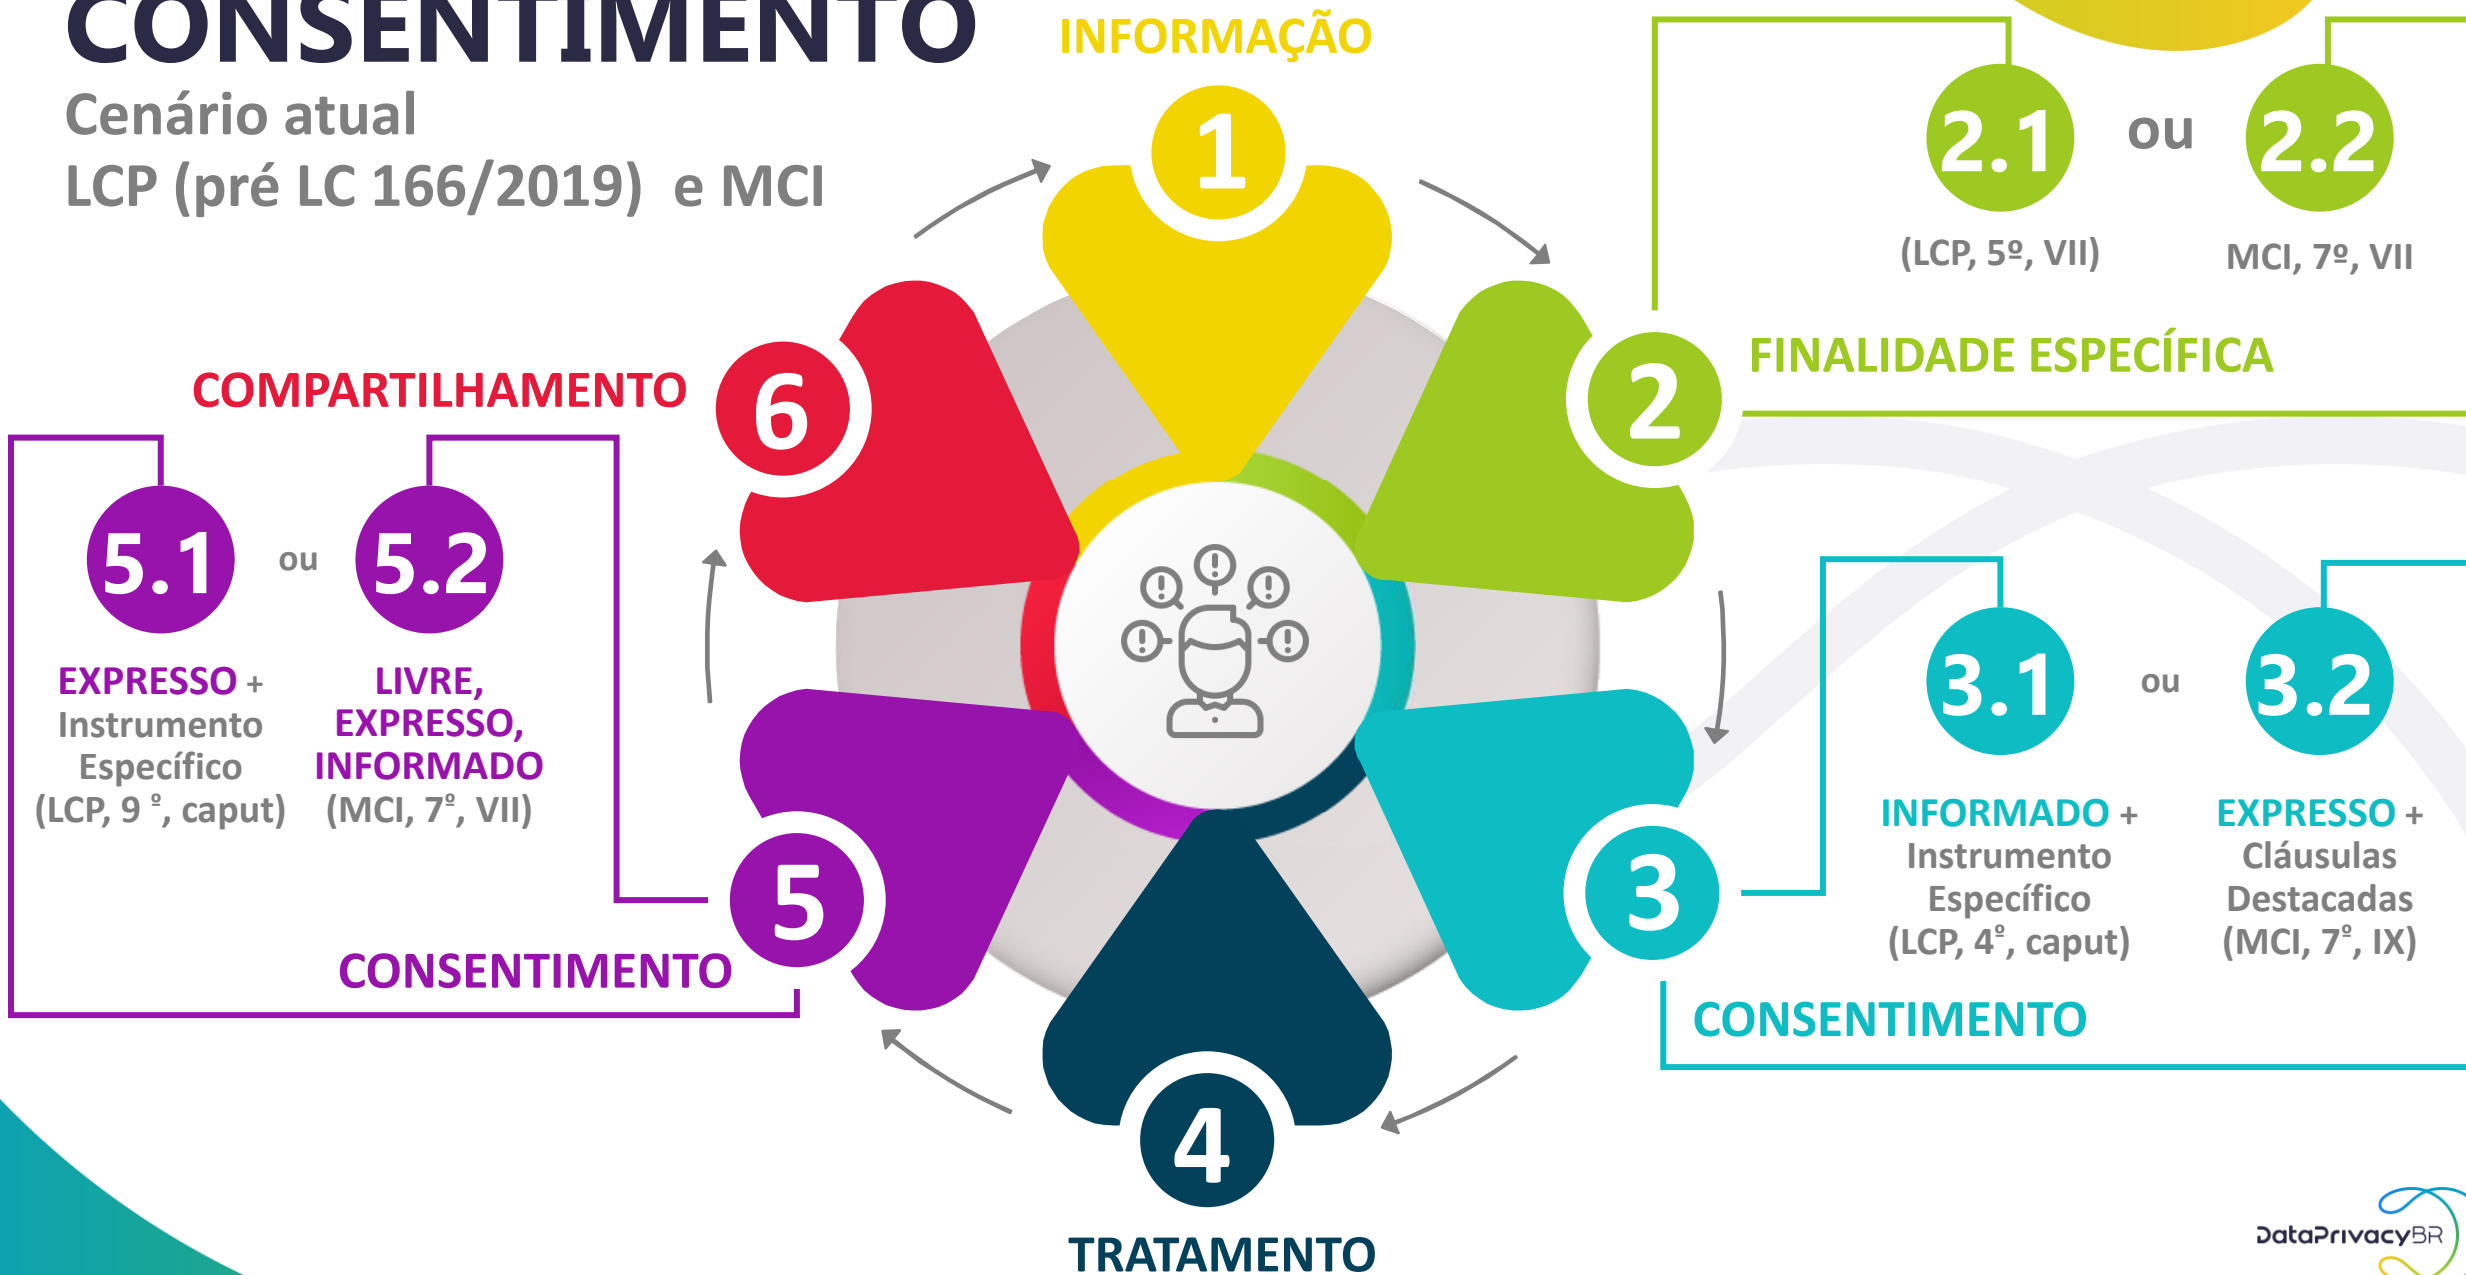 CONSENTIMENTO
Cenário atual
LCP (pré LC 166/2019) e MCI
INFORMAÇÃO
1
2.1
ou
2.2
(LCP, 5º, VII)
MCI, 7º, VII
FINALIDADE ESPECÍFICA
2
3.1
ou
3.2
INFORMADO +
Instrumento
Específico
(LCP, 4º, caput)
EXPRESSO +
Cláusulas
Destacadas
(MCI, 7º, IX)
3
CONSENTIMENTO
4
TRATAMENTO
5
CONSENTIMENTO
5.1
ou
5.2
EXPRESSO +
Instrumento
Específico
(LCP, 9 º, caput)
LIVRE,
EXPRESSO,
INFORMADO
(MCI, 7º, VII)
COMPARTILHAMENTO
6
DataPrivacyBR